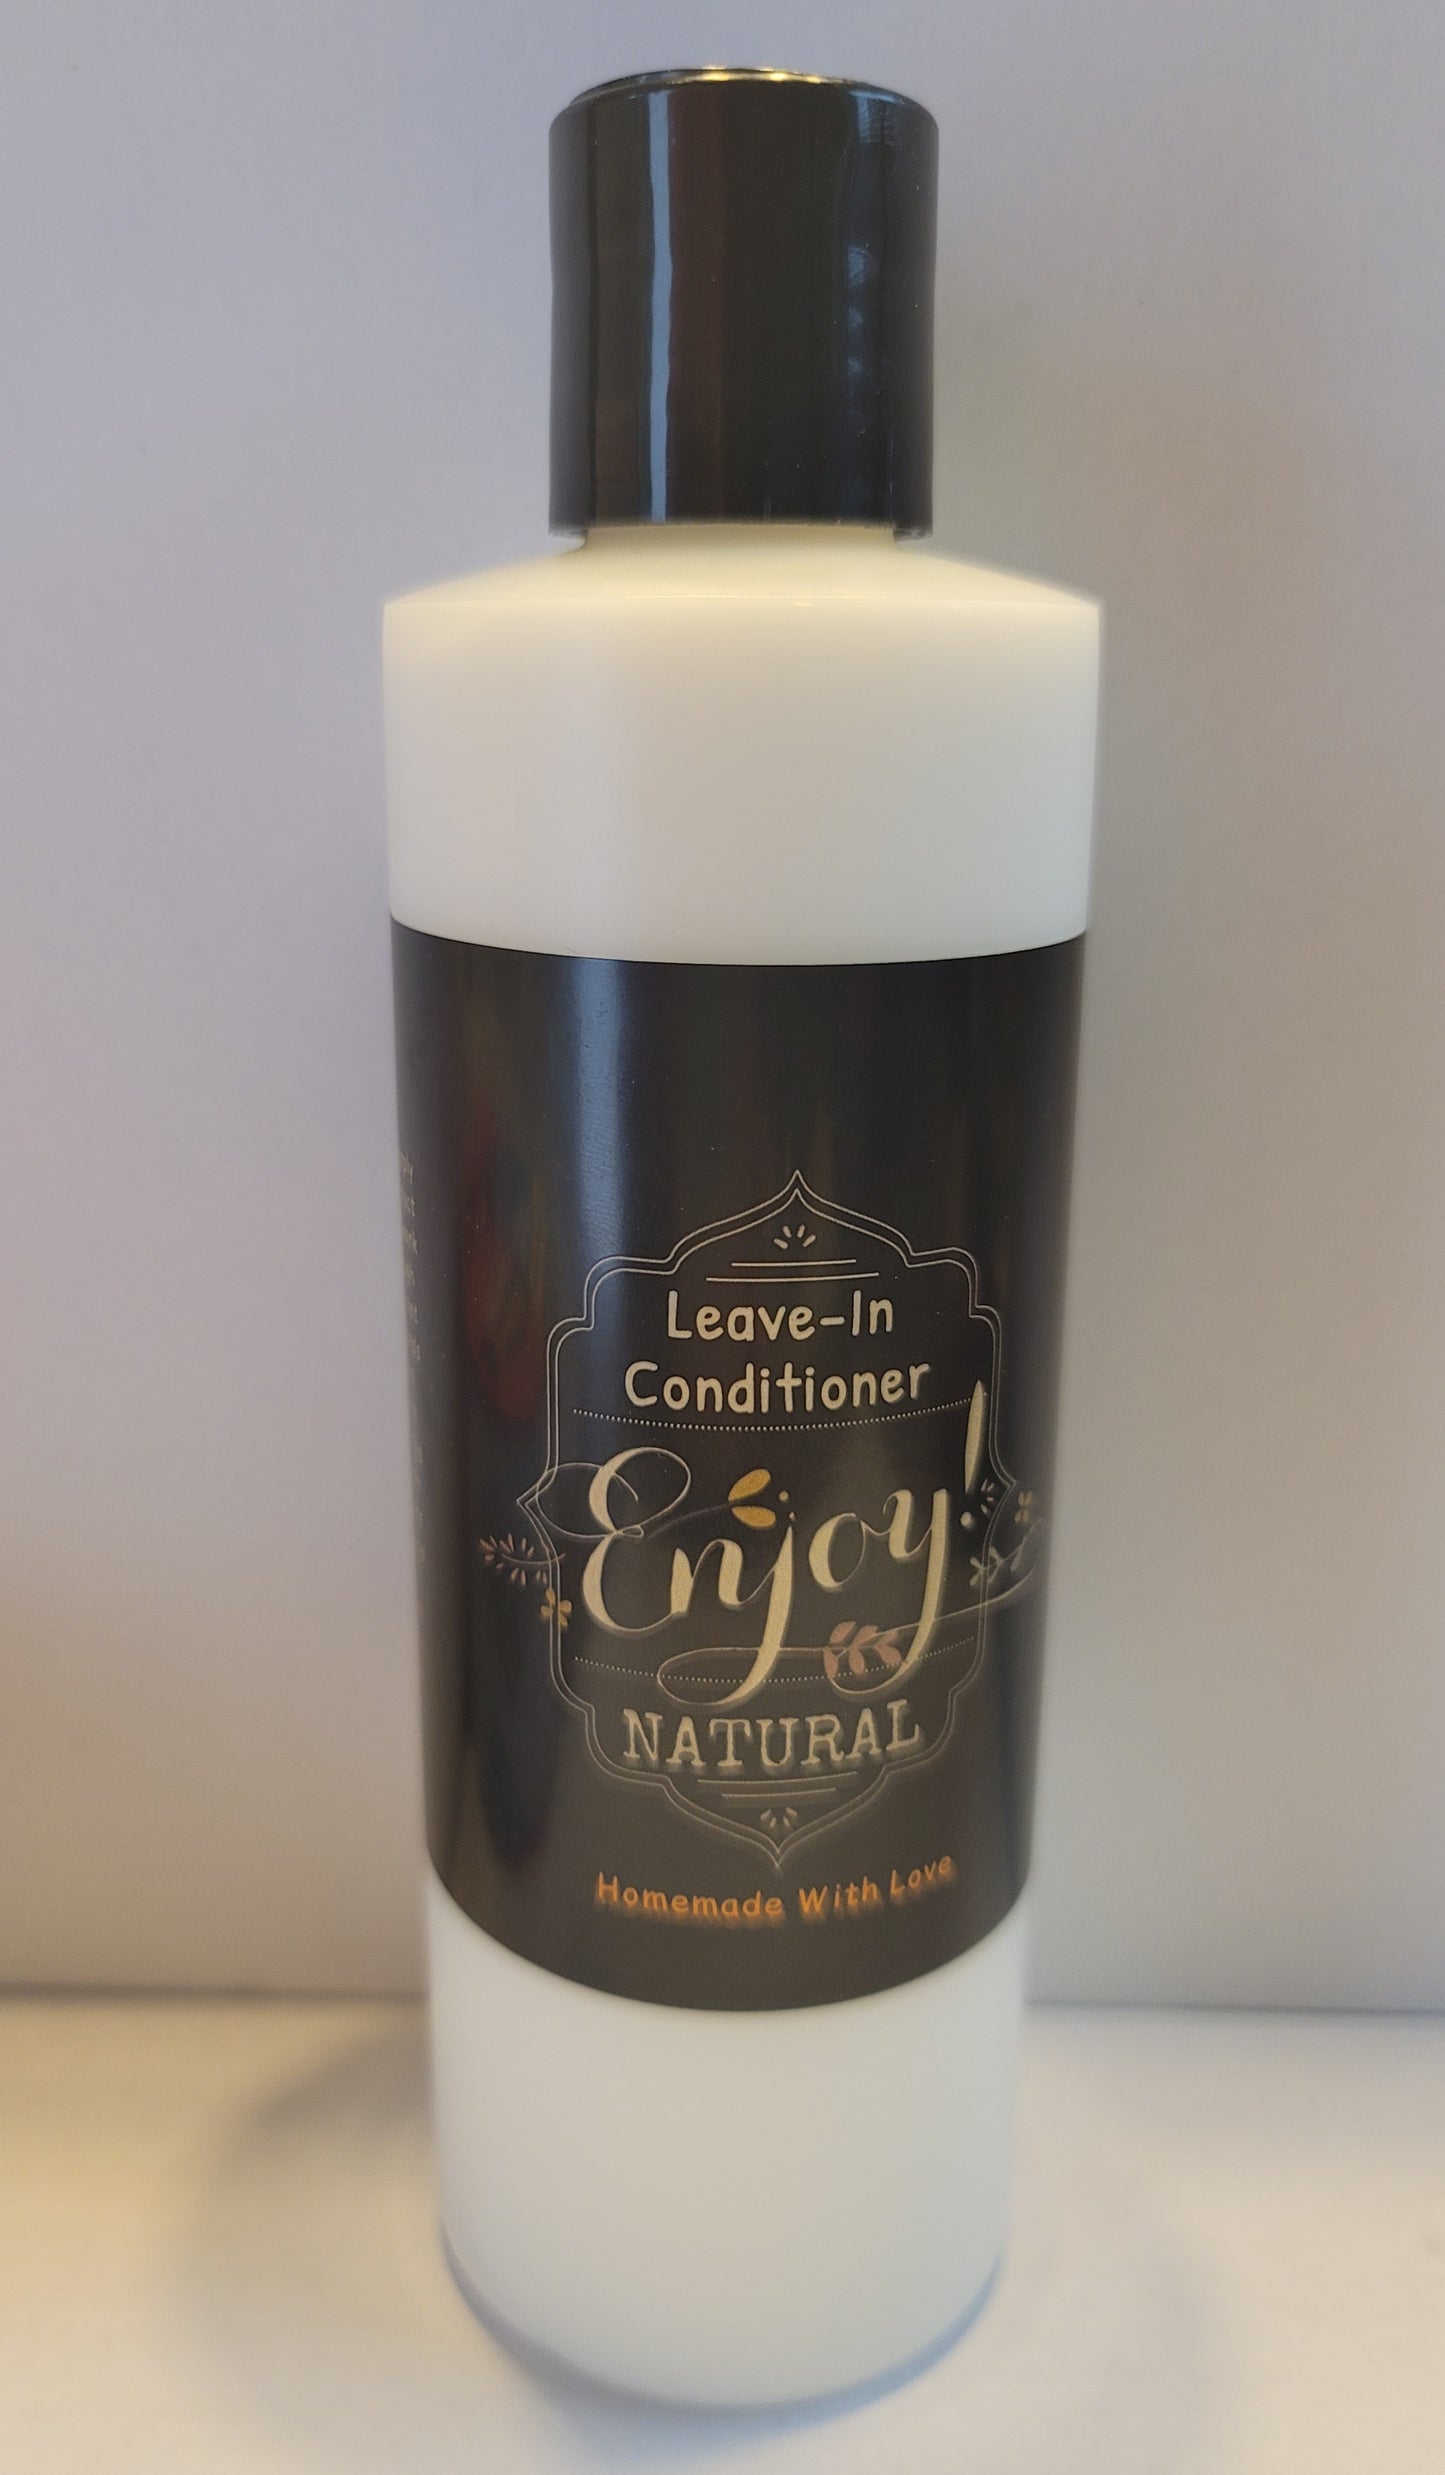 Leave-In
Conditioner
Enjoy!
NATURAL
Homemade With Love